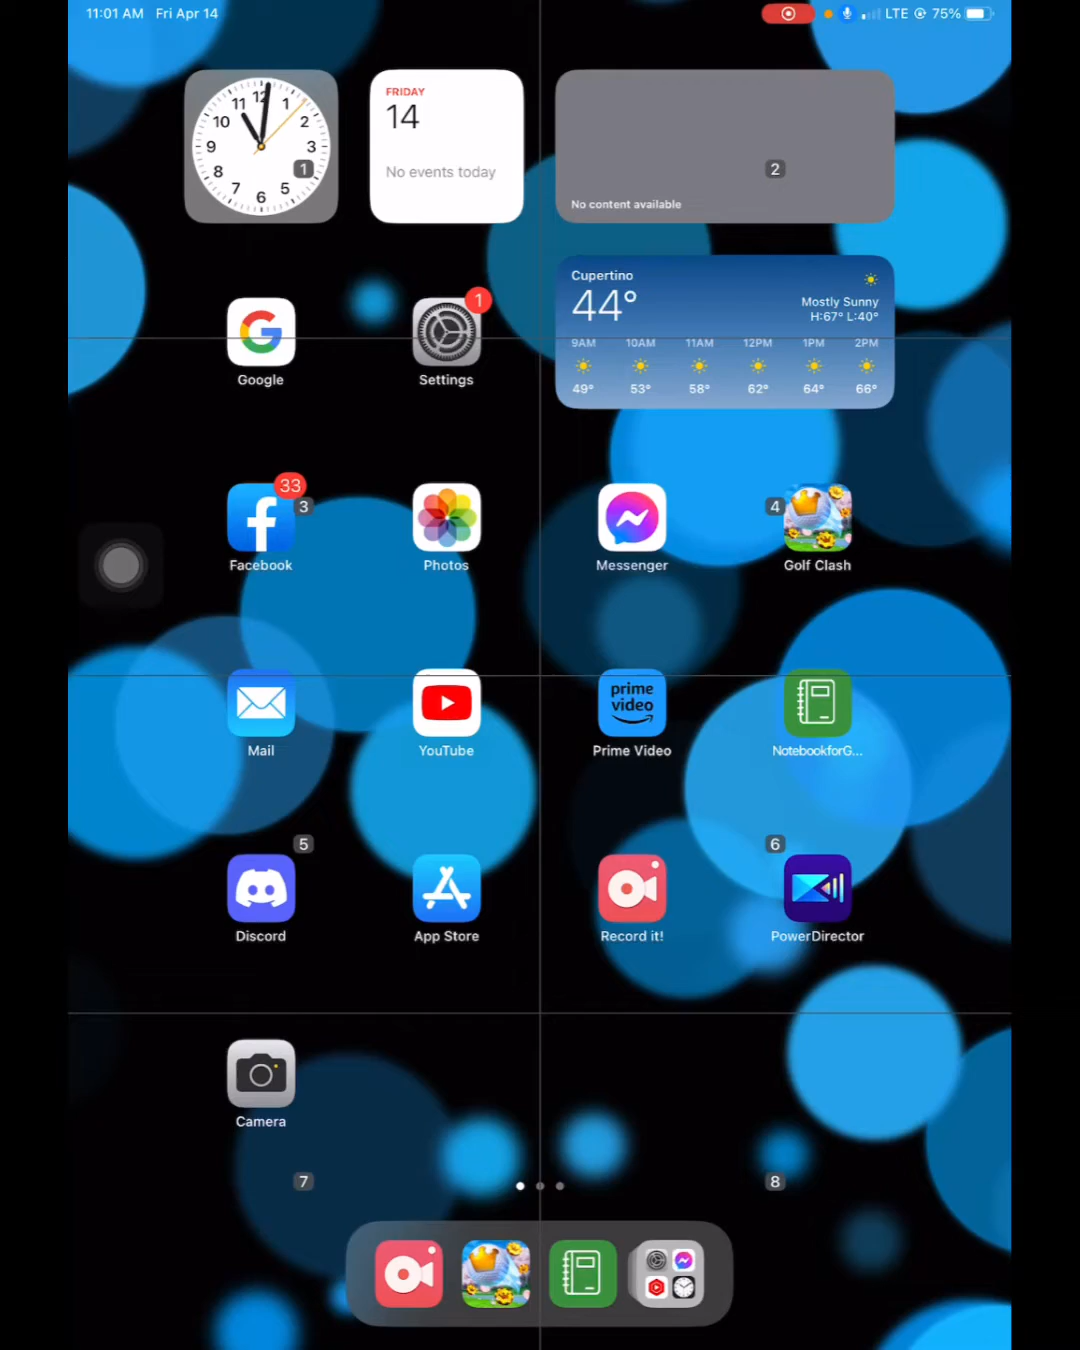 11:01 AM Fri Apr 14
LTE 75%
12
11 1
10 2
9 3
8 4
7 5
6
1
FRIDAY
14
No events today
2
No content available
Cupertino
44°
Mostly Sunny
H:67° L:40°
9AM 10AM 11AM 12PM 1PM 2PM
49° 53° 58° 62° 64° 66°
1
Google Settings
33
3
4
Facebook Photos Messenger Golf Clash
prime
video
Mail YouTube Prime Video NotebookforG...
5
6
Discord App Store Record it! PowerDirector
Camera
7
8